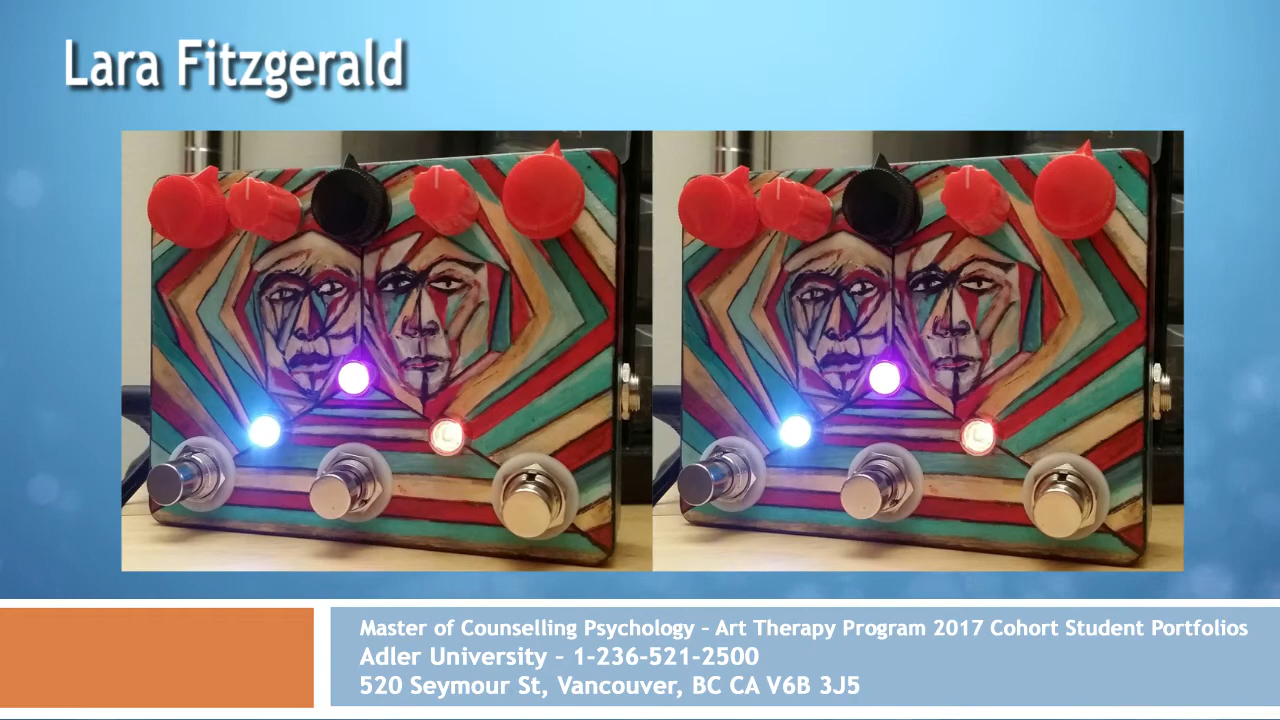 Lara Fitzgerald
Master of Counselling Psychology – Art Therapy Program 2017 Cohort Student Portfolios
Adler University – 1-236-521-2500
520 Seymour St, Vancouver, BC CA V6B 3J5